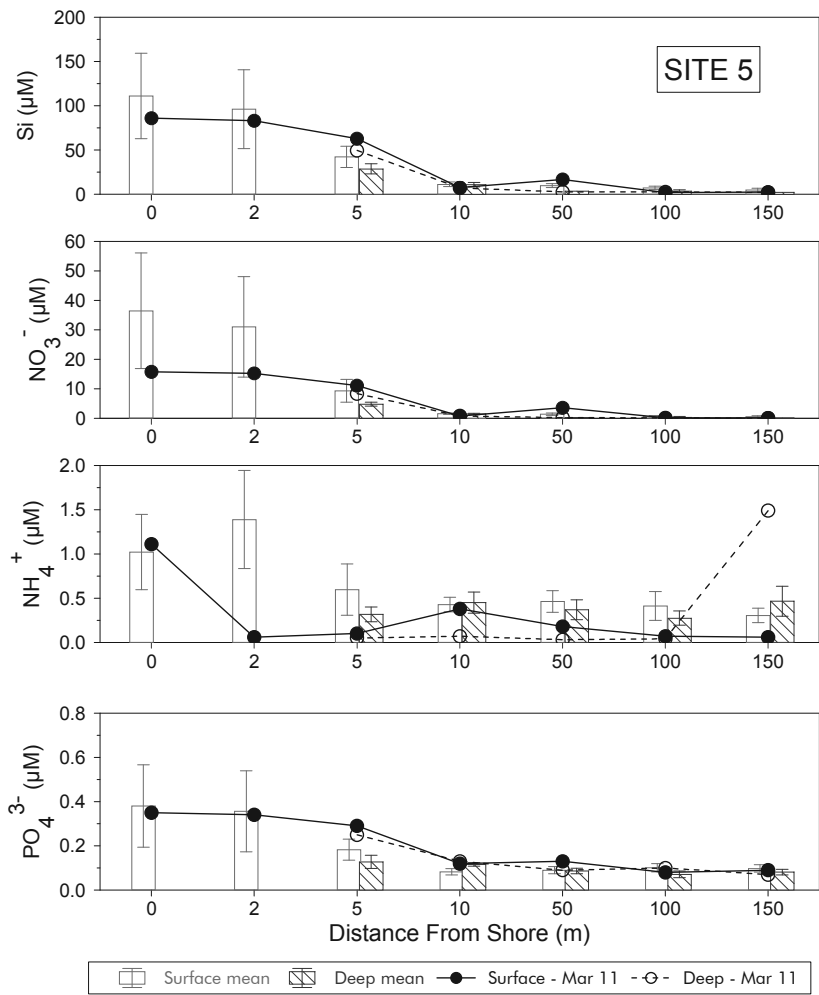 SITE 5
Si (µM)
200
150
100
50
0
0 2 5 10 50 100 150
NO3- (µM)
60
50
40
30
20
10
0
0 2 5 10 50 100 150
NH4+ (µM)
2.0
1.5
1.0
0.5
0.0
0 2 5 10 50 100 150
PO43- (µM)
0.8
0.6
0.4
0.2
0.0
0 2 5 10 50 100 150
Distance From Shore (m)
Surface mean Deep mean Surface - Mar 11 Deep - Mar 11